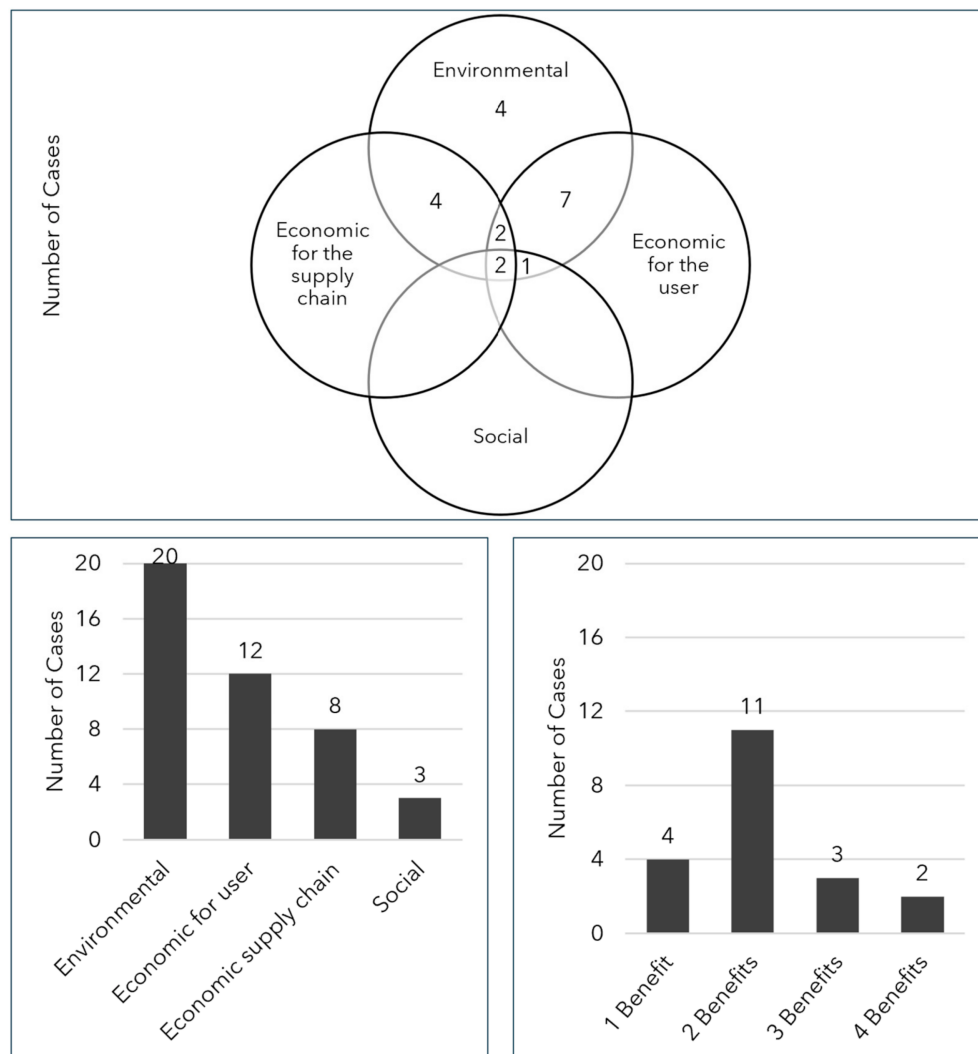 Number of Cases
Environmental
4
4
7
Economic
for the
supply
chain
2
2
1
Economic
for the
user
Social
Number of Cases
20
16
12
8
4
0
20
12
8
3
Environmental
Economic for user
Economic supply chain
Social
Number of Cases
20
16
12
8
4
0
4
11
3
2
1 Benefit
2 Benefits
3 Benefits
4 Benefits